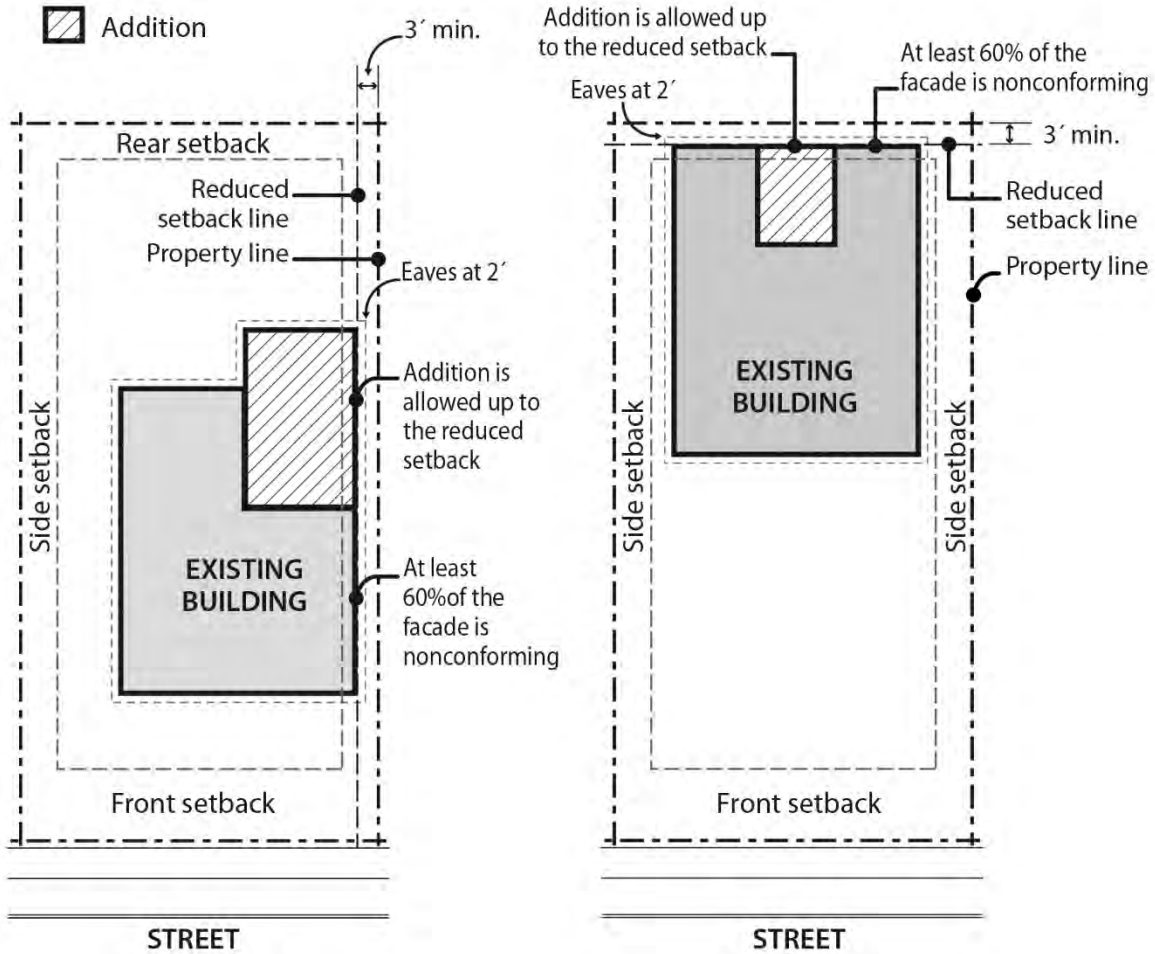 Addition
3′ min.
Rear setback
Reduced
setback line
Property line
Eaves at 2′
Addition is
allowed up to
the reduced
setback
Side setback
EXISTING
BUILDING
At least
60%of the
facade is
nonconforming
Front setback
STREET
Addition is allowed up
to the reduced setback
At least 60% of the
facade is nonconforming
Eaves at 2′
3′ min.
Reduced
setback line
Property line
EXISTING
BUILDING
Side setback
Side setback
Front setback
STREET